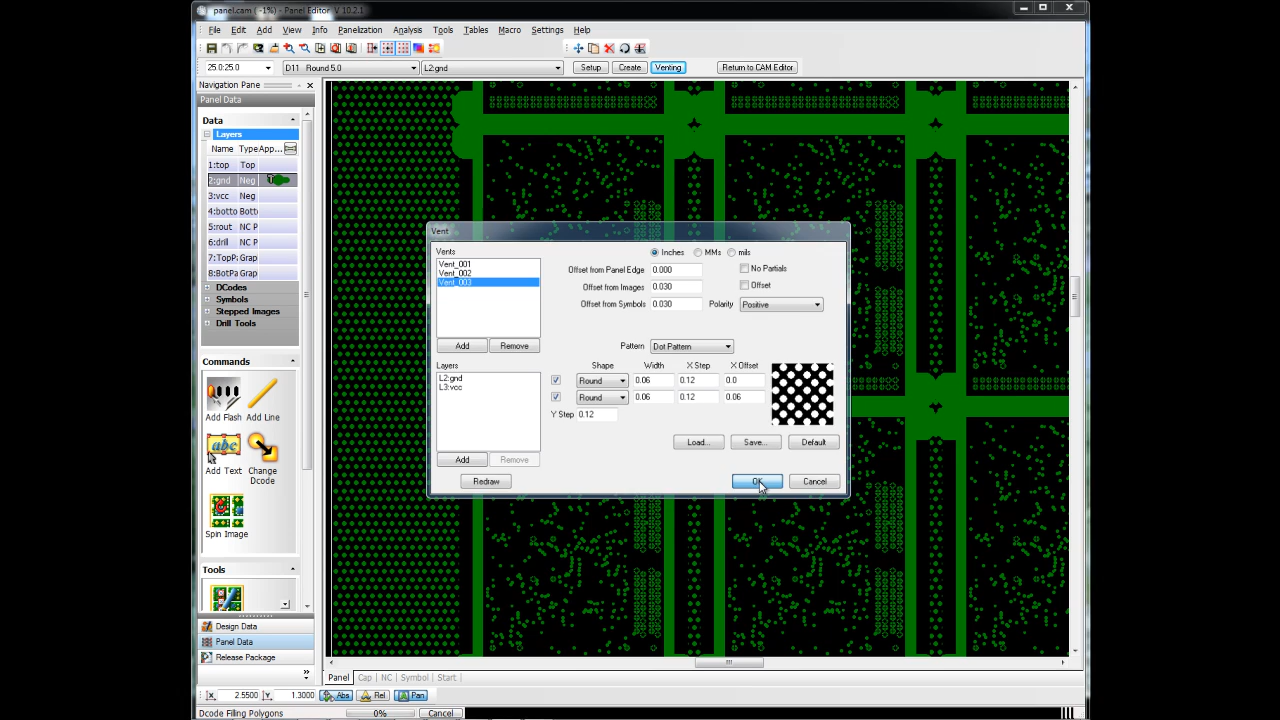 panel.cam ( -1%) - Panel Editor V 10.2.1
File Edit Add View Info Panelization Analysis Tools Tables Macro Settings Help
25.0:25.0 D11 Round 5.0 L2:gnd Setup Create Venting Return to CAM Editor
Navigation Pane
Panel Data
Data
Layers
Name Type App...
1:top Top
2:gnd Neg
3:vcc Neg
4:botto Bott
5:rout NC P
6:drill NC P
7:TopP: Grap
8:BotPa Grap
DCodes
Symbols
Stepped Images
Drill Tools
Commands
Add Flash Add Line
abc
Add Text Change Dcode
Spin Image
Tools
Design Data
Panel Data
Release Package
Vent
Vents
Vent_001
Vent_002
Vent_003
Add Remove
Layers
L2:gnd
L3:vcc
Add Remove
Redraw
Inches MMs mils
Offset from Panel Edge 0.000 No Partials
Offset from Images 0.030 Offset
Offset from Symbols 0.030 Polarity Positive
Pattern Dot Pattern
Shape Width X Step X Offset
Round 0.06 0.12 0.0
Round 0.06 0.12 0.06
Y Step 0.12
Load... Save... Default
OK Cancel
Panel Cap NC Symbol Start
X 2.5500 Y 1.3000 Abs Rel Pan
Dcode Filling Polygons 0% Cancel